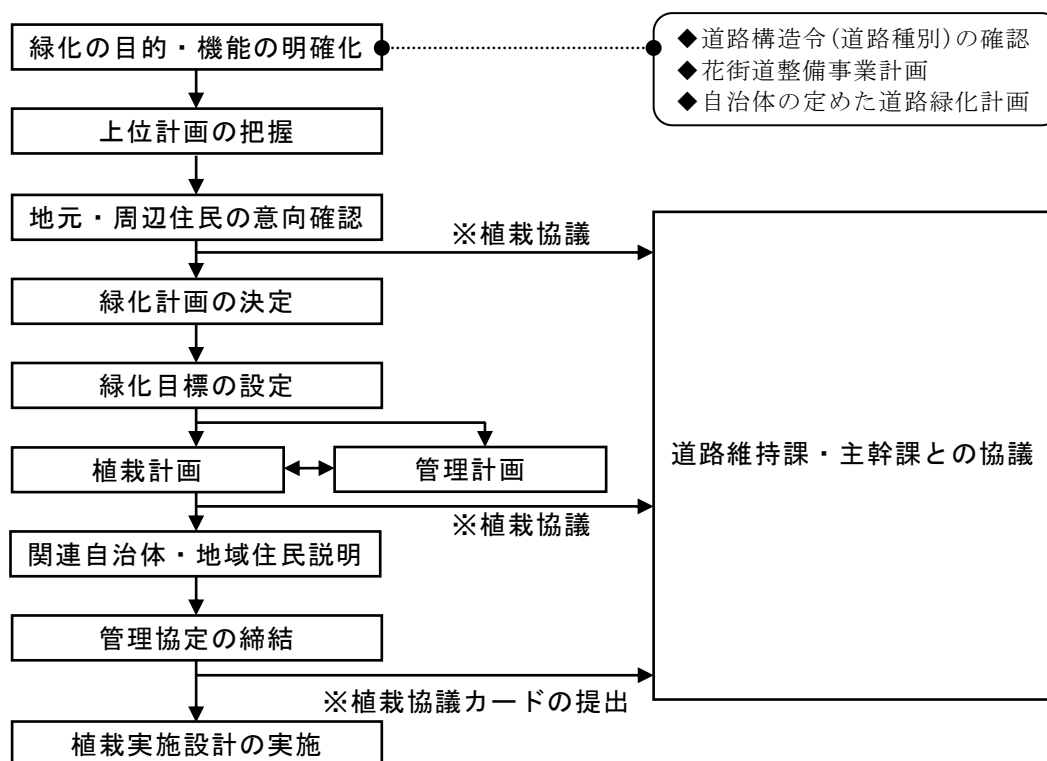 緑化の目的・機能の明確化
◆道路構造令(道路種別)の確認
◆花街道整備事業計画
◆自治体の定めた道路緑化計画
上位計画の把握
地元・周辺住民の意向確認
※植栽協議
緑化計画の決定
緑化目標の設定
植栽計画
管理計画
道路維持課・主幹課との協議
※植栽協議
関連自治体・地域住民説明
管理協定の締結
※植栽協議カードの提出
植栽実施設計の実施